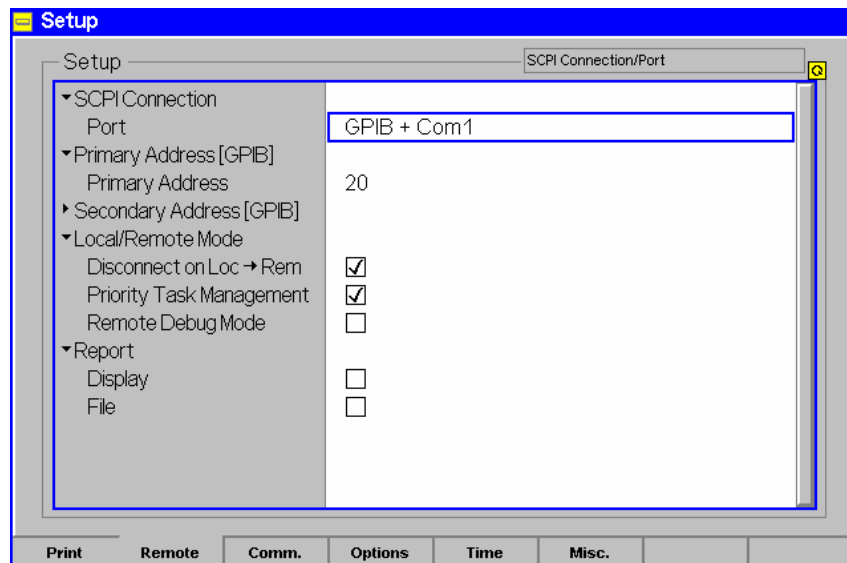 Setup
Setup
SCPI Connection/Port
SCPI Connection
Port GPIB + Com1
Primary Address [GPIB]
Primary Address 20
Secondary Address [GPIB]
Local/Remote Mode
Disconnect on Loc → Rem
Priority Task Management
Remote Debug Mode
Report
Display
File
Print Remote Comm. Options Time Misc.